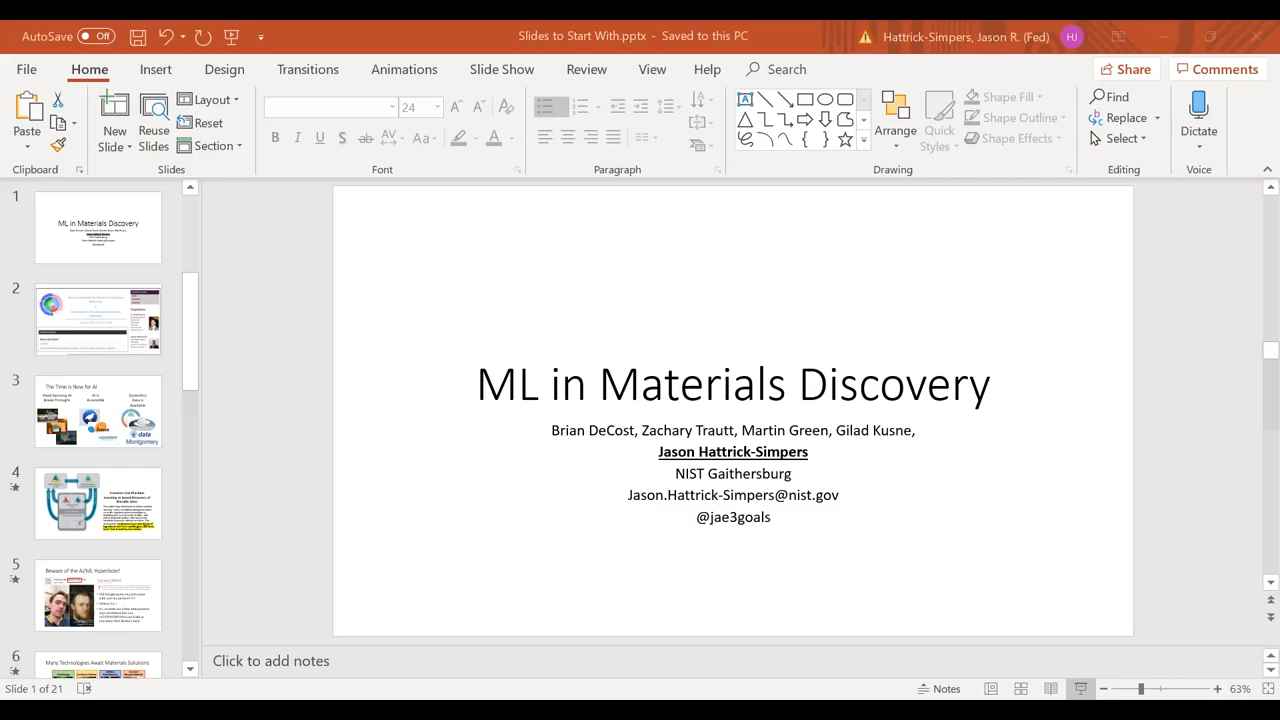 AutoSave Off
Slides to Start With.pptx - Saved to this PC
Hattrick-Simpers, Jason R. (Fed) HJ
File Home Insert Design Transitions Animations Slide Show Review View Help Search Share Comments
Paste
New Slide
Reuse Slides
Layout
Reset
Section
24
Arrange
Quick Styles
Shape Fill
Shape Outline
Shape Effects
Find
Replace
Select
Dictate
Clipboard Slides Font Paragraph Drawing Editing Voice
1
ML in Materials Discovery
2
3
The Time is Now for AI
4
5
Beware of the AI/ML Hyperbole!
6
Many Technologies Await Materials Solutions
ML in Materials Discovery
Brian DeCost, Zachary Trautt, Martin Green, Gilad Kusne,
Jason Hattrick-Simpers
NIST Gaithersburg
Jason.Hattrick-Simpers@nist.gov
@jae3goals
Click to add notes
Slide 1 of 21
Notes
63%